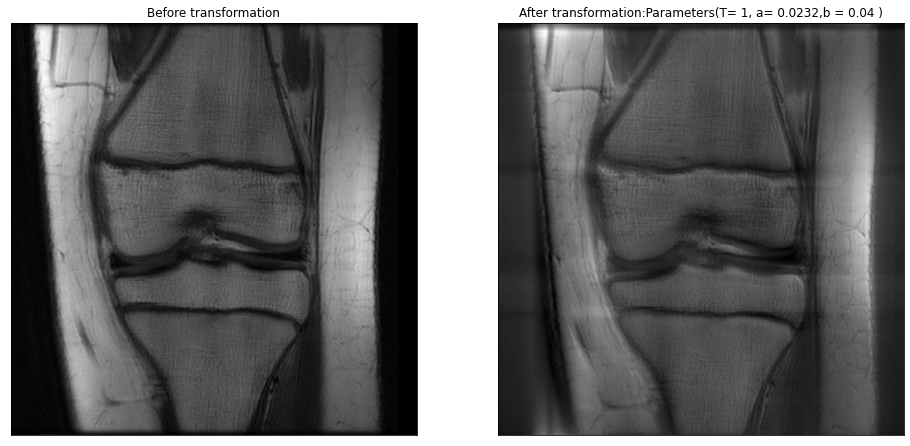 Before transformation
After transformation:Parameters(T= 1, a= 0.0232,b = 0.04 )